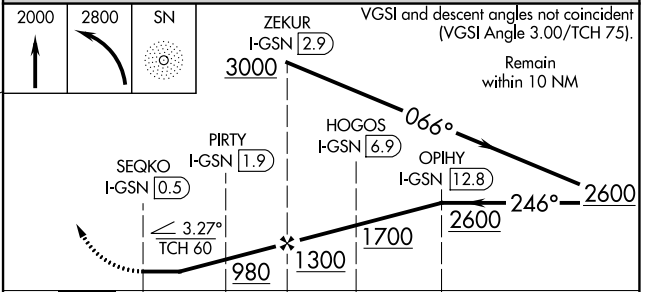 2000
2800
SN
ZEKUR
I-GSN 2.9
3000
VGSI and descent angles not coincident
(VGSI Angle 3.00/TCH 75).
Remain
within 10 NM
066°
HOGOS
I-GSN 6.9
PIRTY
I-GSN 1.9
OPIHY
I-GSN 12.8
SEQKO
I-GSN 0.5
2600
246°
2600
3.27°
TCH 60
1700
1300
980